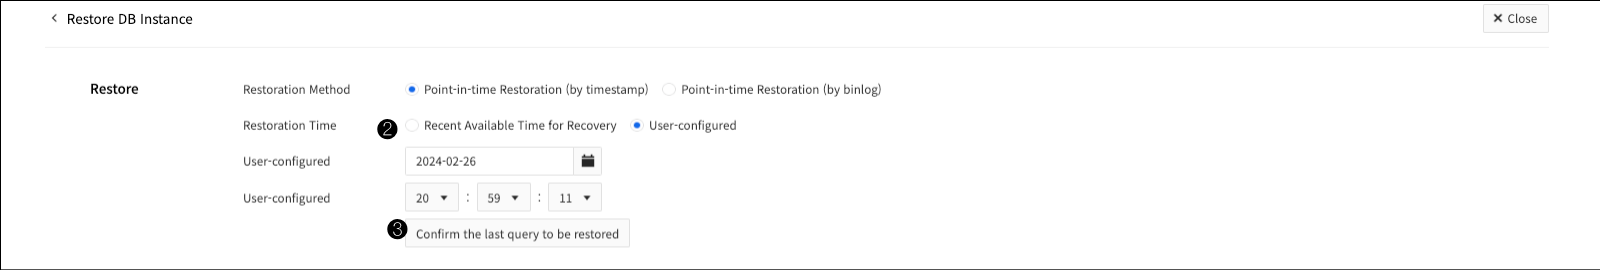 Restore DB Instance
Close
Restore
Restoration Method
Point-in-time Restoration (by timestamp)
Point-in-time Restoration (by binlog)
Restoration Time
2
Recent Available Time for Recovery
User-configured
User-configured
2024-02-26
User-configured
20 : 59 : 11
3
Confirm the last query to be restored